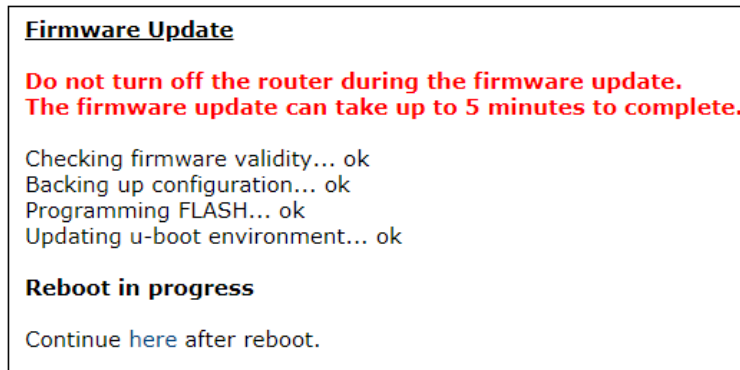 Firmware Update
Do not turn off the router during the firmware update.
The firmware update can take up to 5 minutes to complete.
Checking firmware validity... ok
Backing up configuration... ok
Programming FLASH... ok
Updating u-boot environment... ok
Reboot in progress
Continue here after reboot.